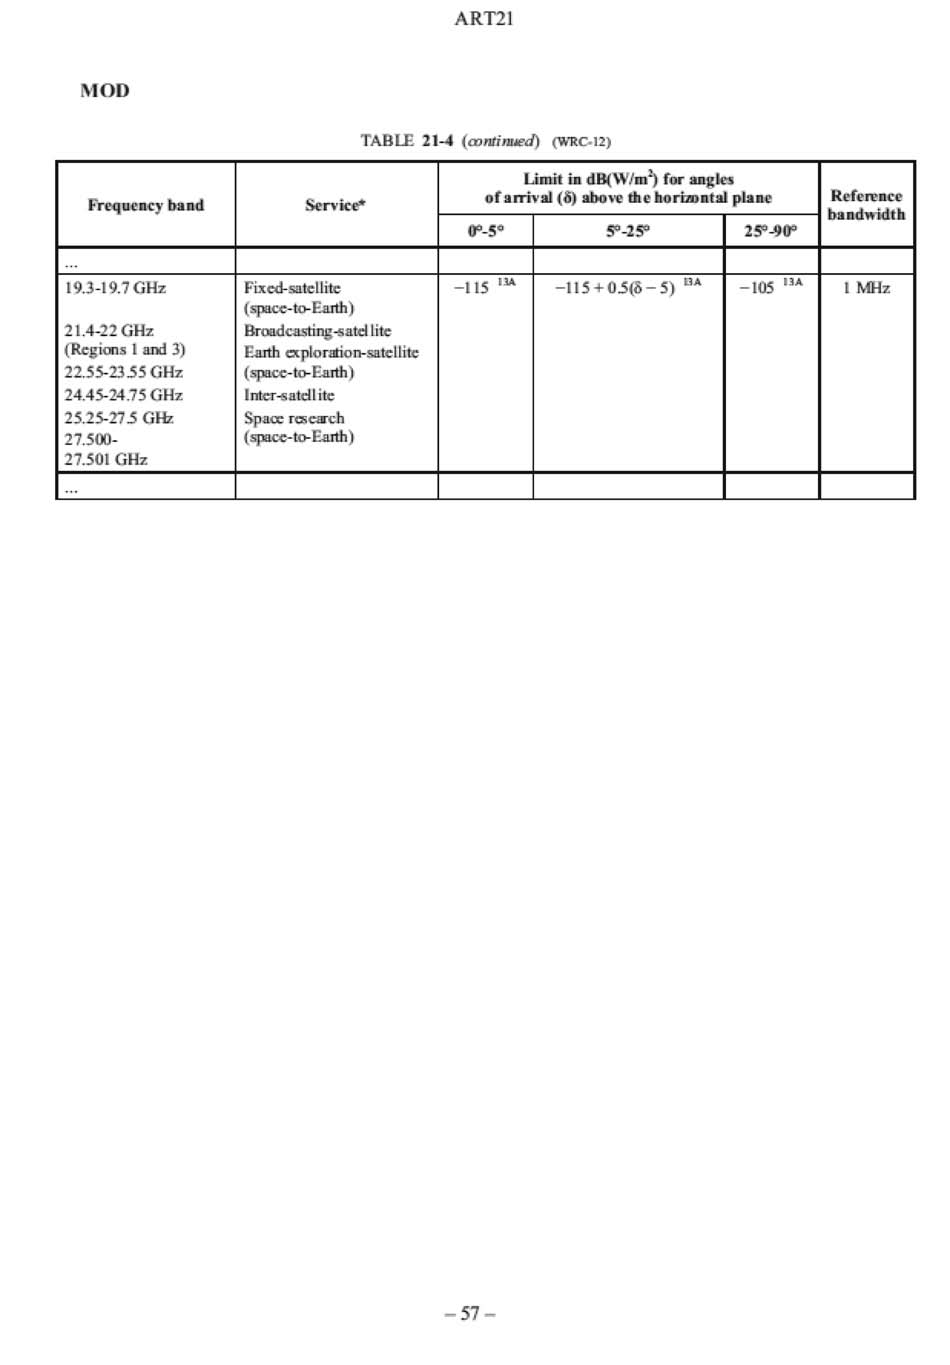 ART21
MOD
TABLE 21-4 (continued) (WRC-12)
Frequency band
Service*
Limit in dB(W/m²) for angles
of arrival (δ) above the horizontal plane
Reference
bandwidth
0°-5°
5°-25°
25°-90°
...
19.3-19.7 GHz
21.4-22 GHz
(Regions 1 and 3)
22.55-23.55 GHz
24.45-24.75 GHz
25.25-27.5 GHz
27.500-
27.501 GHz
Fixed-satellite
(space-to-Earth)
Broadcasting-satellite
Earth exploration-satellite
(space-to-Earth)
Inter-satellite
Space research
(space-to-Earth)
−115 13A
−115 + 0.5(δ − 5) 13A
−105 13A
1 MHz
...
– 57 –